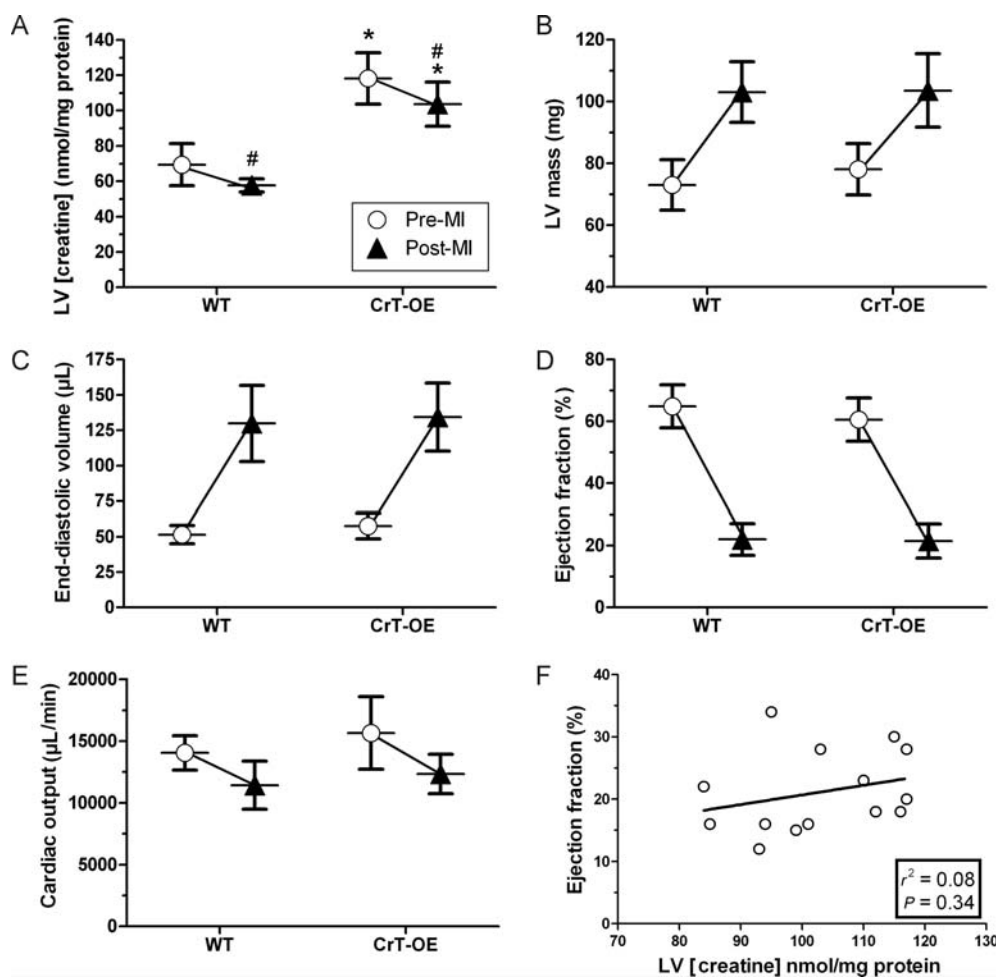 A
LV [creatine] (nmol/mg protein)
140
120
100
80
60
40
20
0
#
*
#
*
Pre-MI
Post-MI
WT
CrT-OE
B
LV mass (mg)
120
100
80
60
40
WT
CrT-OE
C
End-diastolic volume (µL)
175
150
125
100
75
50
25
0
WT
CrT-OE
D
Ejection fraction (%)
80
60
40
20
0
WT
CrT-OE
E
Cardiac output (µL/min)
20000
15000
10000
5000
0
WT
CrT-OE
F
Ejection fraction (%)
40
30
20
10
0
r² = 0.08
P = 0.34
70 80 90 100 110 120 130
LV [creatine] nmol/mg protein